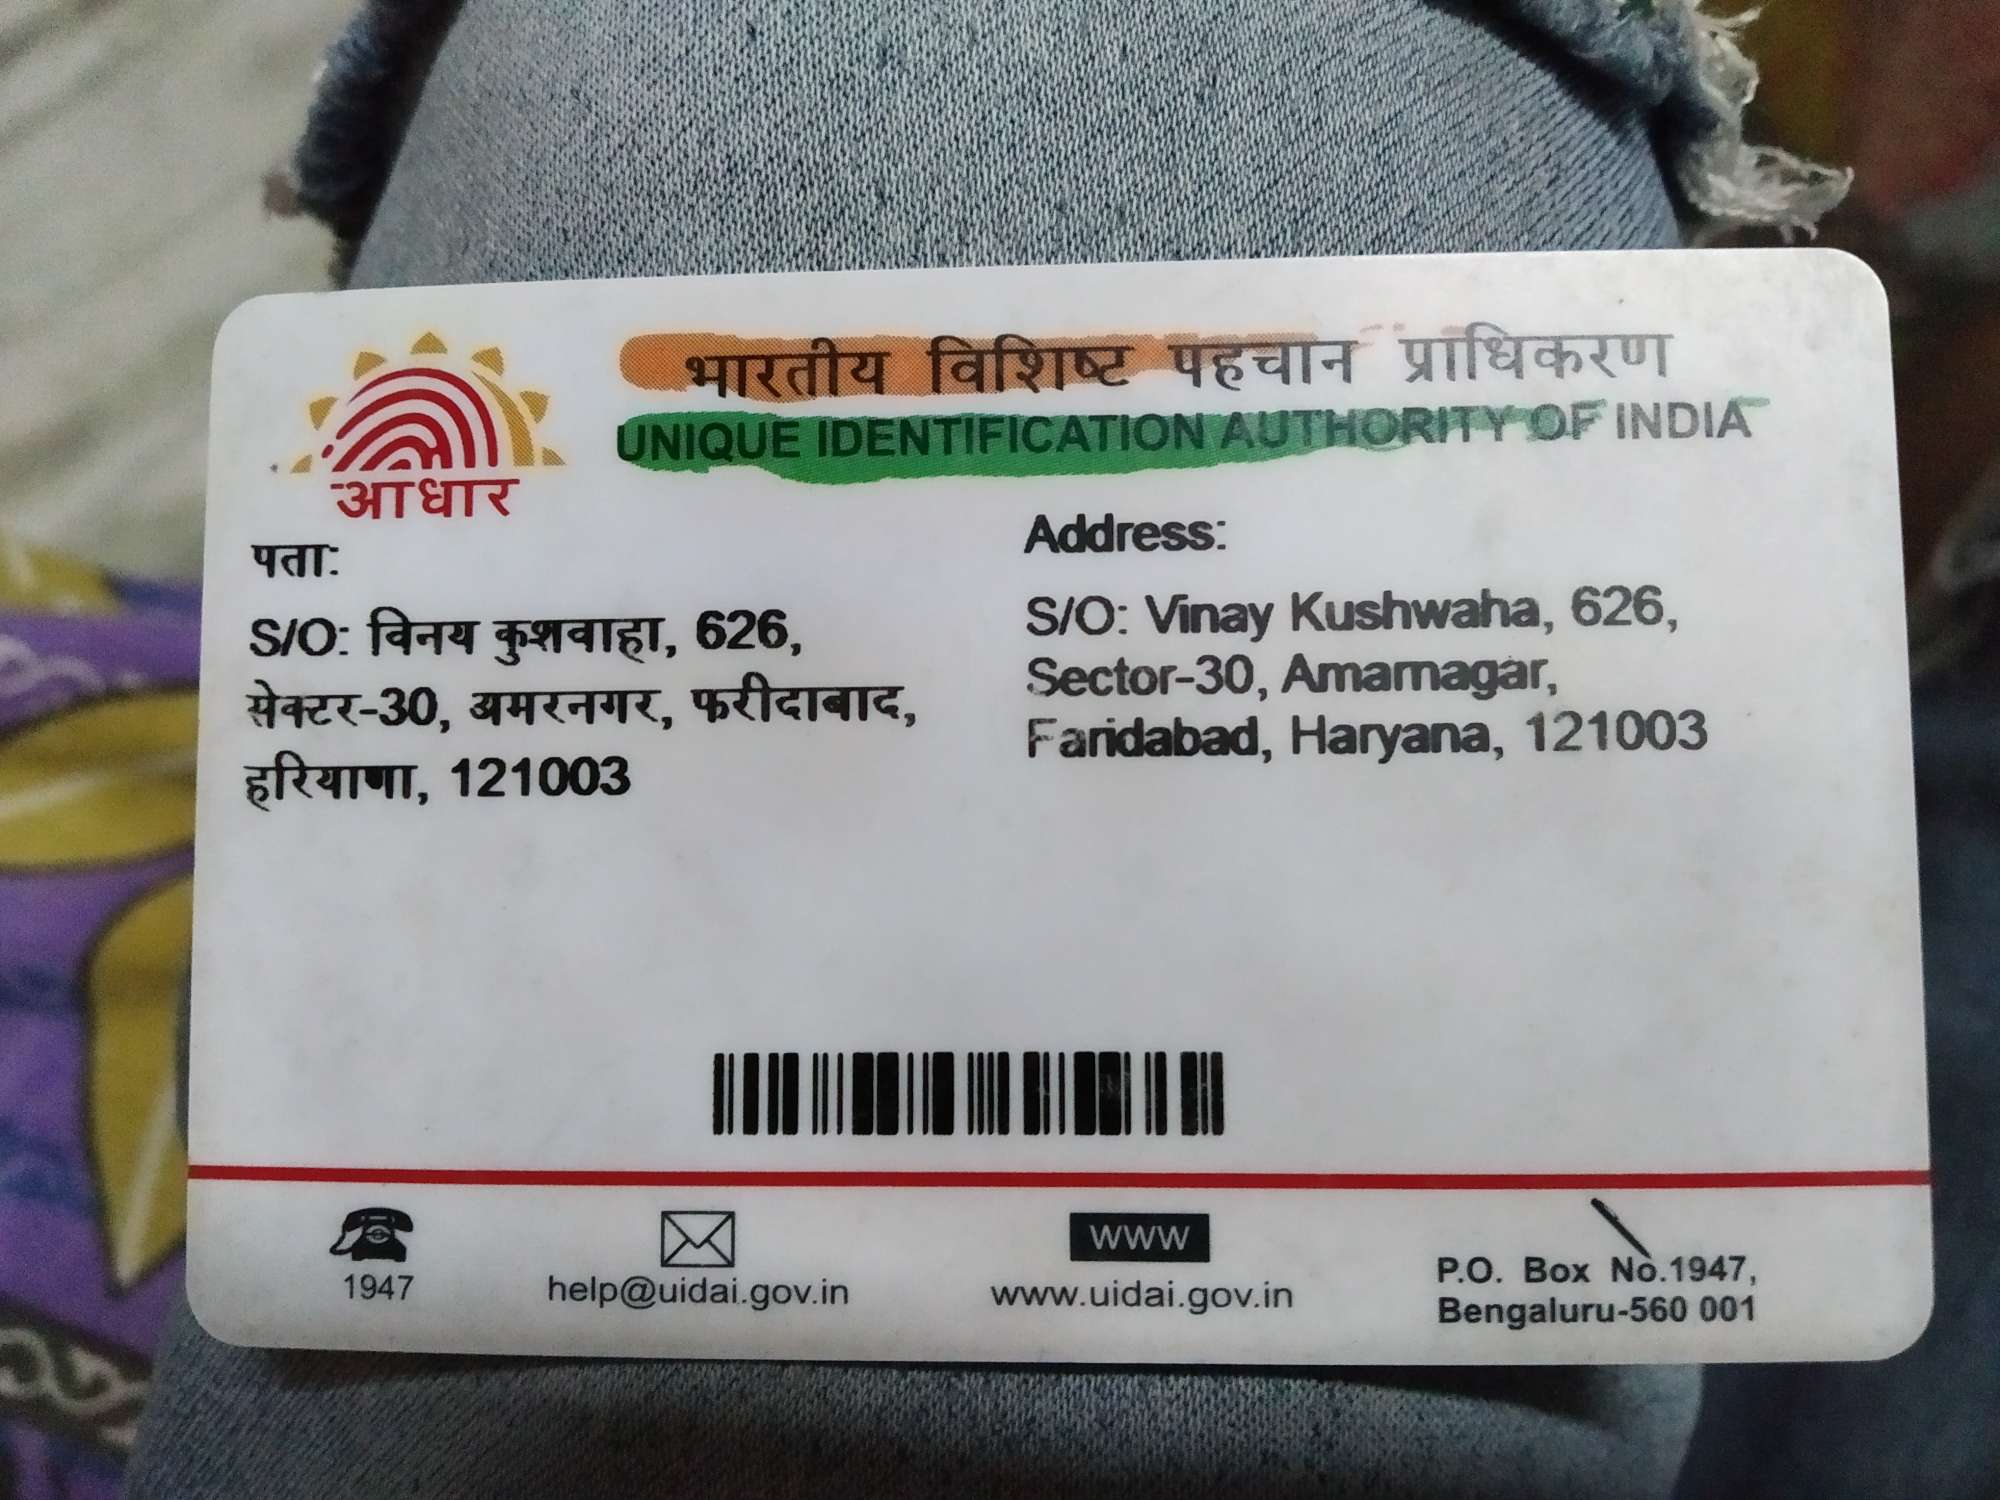 भारतीय विशिष्ट पहचान प्राधिकरण
UNIQUE IDENTIFICATION AUTHORITY OF INDIA
आधार
पता:
S/O: विनय कुशवाहा, 626,
सेक्टर-30, अमरनगर, फरीदाबाद,
हरियाणा, 121003
Address:
S/O: Vinay Kushwaha, 626,
Sector-30, Amarnagar,
Faridabad, Haryana, 121003
1947
help@uidai.gov.in
WWW
www.uidai.gov.in
P.O. Box No.1947,
Bengaluru-560 001